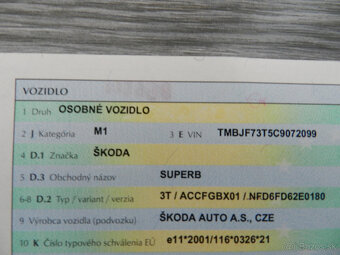 VOZIDLO
1 Druh OSOBNÉ VOZIDLO
2 J Kategória M1 3 E VIN TMBJF73T5C9072099
4 D.1 Značka ŠKODA
5 D.3 Obchodný názov SUPERB
6-8 D.2 Typ / variant / verzia 3T / ACCFGBX01 / NFD6FD62E0180
9 Výrobca vozidla (podvozku) ŠKODA AUTO A.S., CZE
10 K Číslo typového schválenia EÚ e11*2001/116*0326*21